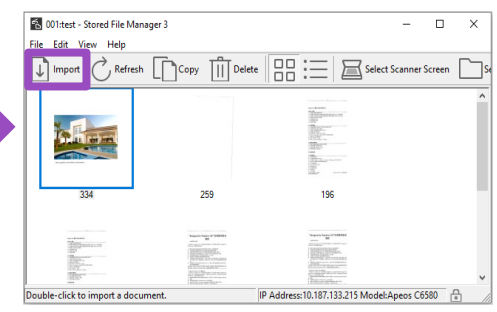 001:test - Stored File Manager 3
File Edit View Help
Import Refresh Copy Delete Select Scanner Screen Se
334 259 196
Double-click to import a document. IP Address:10.187.133.215 Model:Apeos C6580